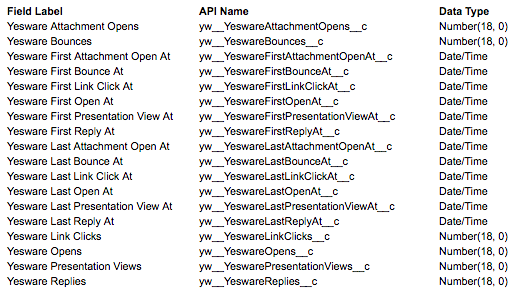 Field Label API Name Data Type
Yesware Attachment Opens yw__YeswareAttachmentOpens__c Number(18, 0)
Yesware Bounces yw__YeswareBounces__c Number(18, 0)
Yesware First Attachment Open At yw__YeswareFirstAttachmentOpenAt__c Date/Time
Yesware First Bounce At yw__YeswareFirstBounceAt__c Date/Time
Yesware First Link Click At yw__YeswareFirstLinkClickAt__c Date/Time
Yesware First Open At yw__YeswareFirstOpenAt__c Date/Time
Yesware First Presentation View At yw__YeswareFirstPresentationViewAt__c Date/Time
Yesware First Reply At yw__YeswareFirstReplyAt__c Date/Time
Yesware Last Attachment Open At yw__YeswareLastAttachmentOpenAt__c Date/Time
Yesware Last Bounce At yw__YeswareLastBounceAt__c Date/Time
Yesware Last Link Click At yw__YeswareLastLinkClickAt__c Date/Time
Yesware Last Open At yw__YeswareLastOpenAt__c Date/Time
Yesware Last Presentation View At yw__YeswareLastPresentationViewAt__c Date/Time
Yesware Last Reply At yw__YeswareLastReplyAt__c Date/Time
Yesware Link Clicks yw__YeswareLinkClicks__c Number(18, 0)
Yesware Opens yw__YeswareOpens__c Number(18, 0)
Yesware Presentation Views yw__YeswarePresentationViews__c Number(18, 0)
Yesware Replies yw__YeswareReplies__c Number(18, 0)